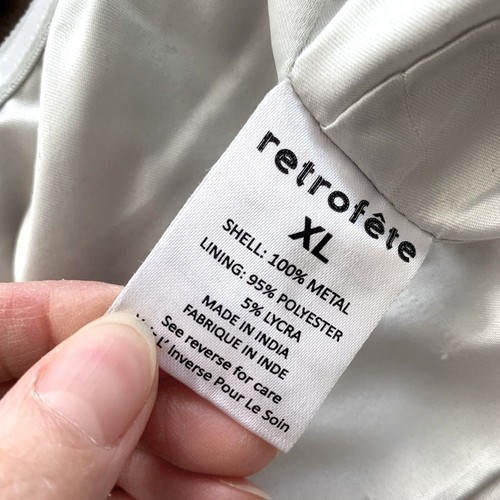 retrofête
XL
SHELL: 100% METAL
LINING: 95% POLYESTER
5% LYCRA
MADE IN INDIA
FABRIQUE IN INDE
See reverse for care
L' Inverse Pour Le Soin